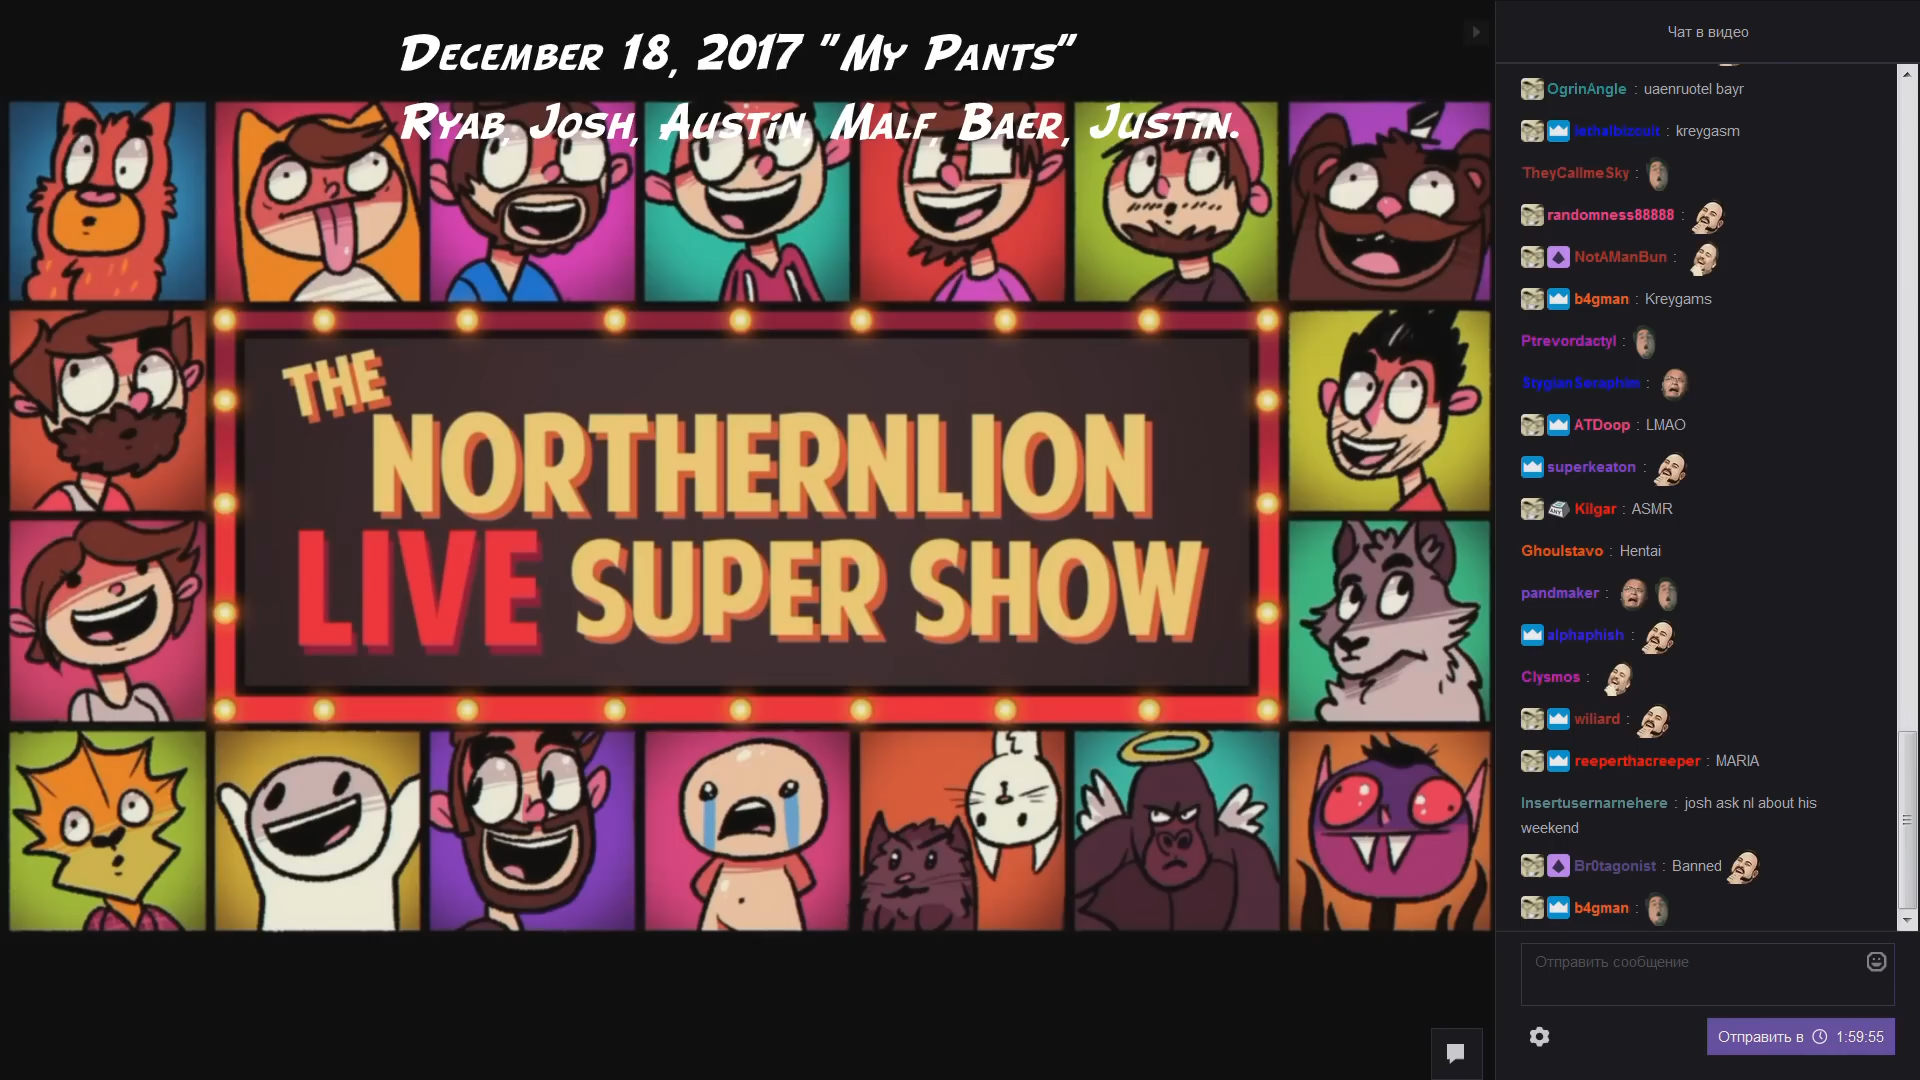 December 18, 2017 "My Pants"
Ryab, Josh, Austin, Malf, Baer, Justin.
THE
NORTHERNLION
LIVE SUPER SHOW
Чат в видео
OgrinAngle : uaenruotel bayr
lethalbizcuit : kreygasm
TheyCallmeSky :
randomness88888 :
NotAManBun :
b4gman : Kreygams
Ptrevordactyl :
StygianSeraphim :
ATDoop : LMAO
superkeaton :
Kilgar : ASMR
Ghoulstavo : Hentai
pandmaker :
alphaphish :
Clysmos :
wiliard :
reeperthacreeper : MARIA
Insertusernarnehere : josh ask nl about his
weekend
Br0tagonist : Banned
b4gman :
Отправить сообщение
Отправить в 1:59:55